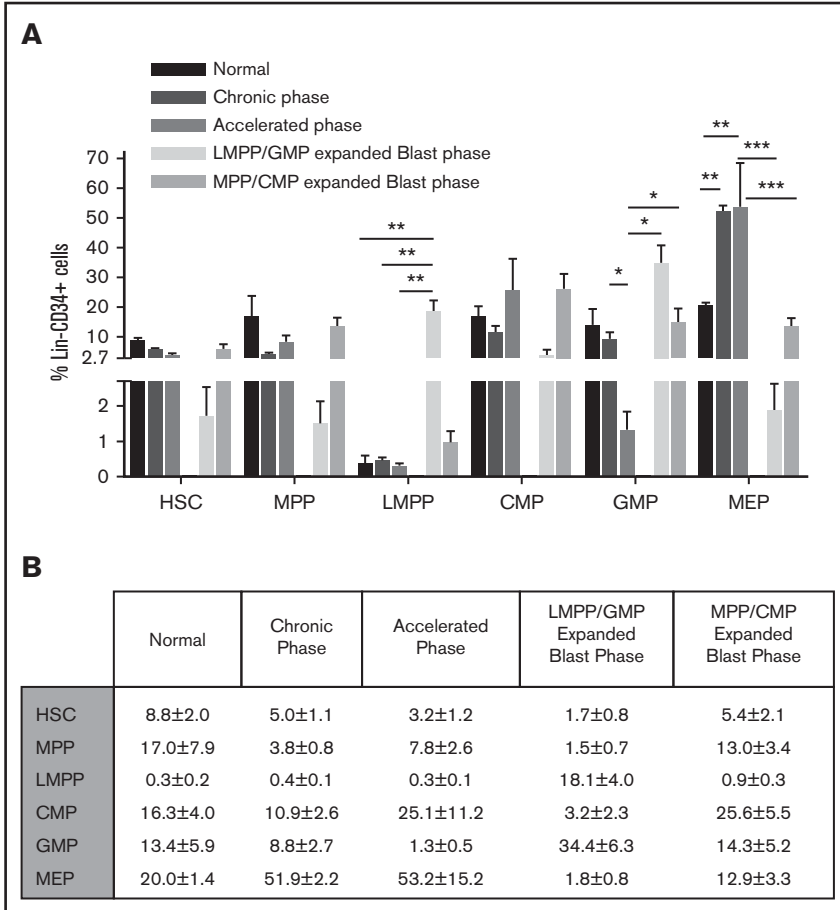 A
Normal
Chronic phase
Accelerated phase
LMPP/GMP expanded Blast phase
MPP/CMP expanded Blast phase
% Lin-CD34+ cells
70
60
50
40
30
20
10
2.7
2
1
0
** ** ** * * * ** ** *** ***
HSC MPP LMPP CMP GMP MEP
B
Normal Chronic Phase Accelerated Phase LMPP/GMP Expanded Blast Phase MPP/CMP Expanded Blast Phase
HSC 8.8±2.0 5.0±1.1 3.2±1.2 1.7±0.8 5.4±2.1
MPP 17.0±7.9 3.8±0.8 7.8±2.6 1.5±0.7 13.0±3.4
LMPP 0.3±0.2 0.4±0.1 0.3±0.1 18.1±4.0 0.9±0.3
CMP 16.3±4.0 10.9±2.6 25.1±11.2 3.2±2.3 25.6±5.5
GMP 13.4±5.9 8.8±2.7 1.3±0.5 34.4±6.3 14.3±5.2
MEP 20.0±1.4 51.9±2.2 53.2±15.2 1.8±0.8 12.9±3.3